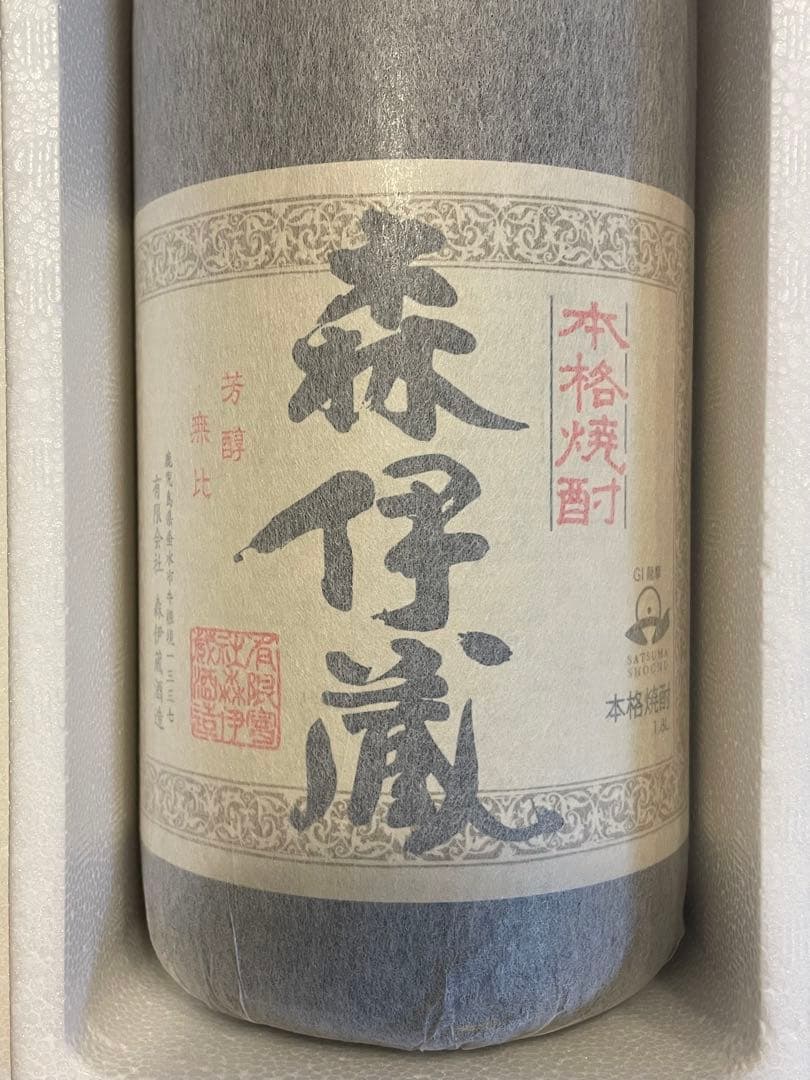 本格焼酎
GI 薩摩
SATSUMA
SHOCHU
本格焼酎
1.8L
森伊蔵
芳醇
無比
鹿児島県垂水市牛根境一三三七
有限会社 森伊蔵酒造